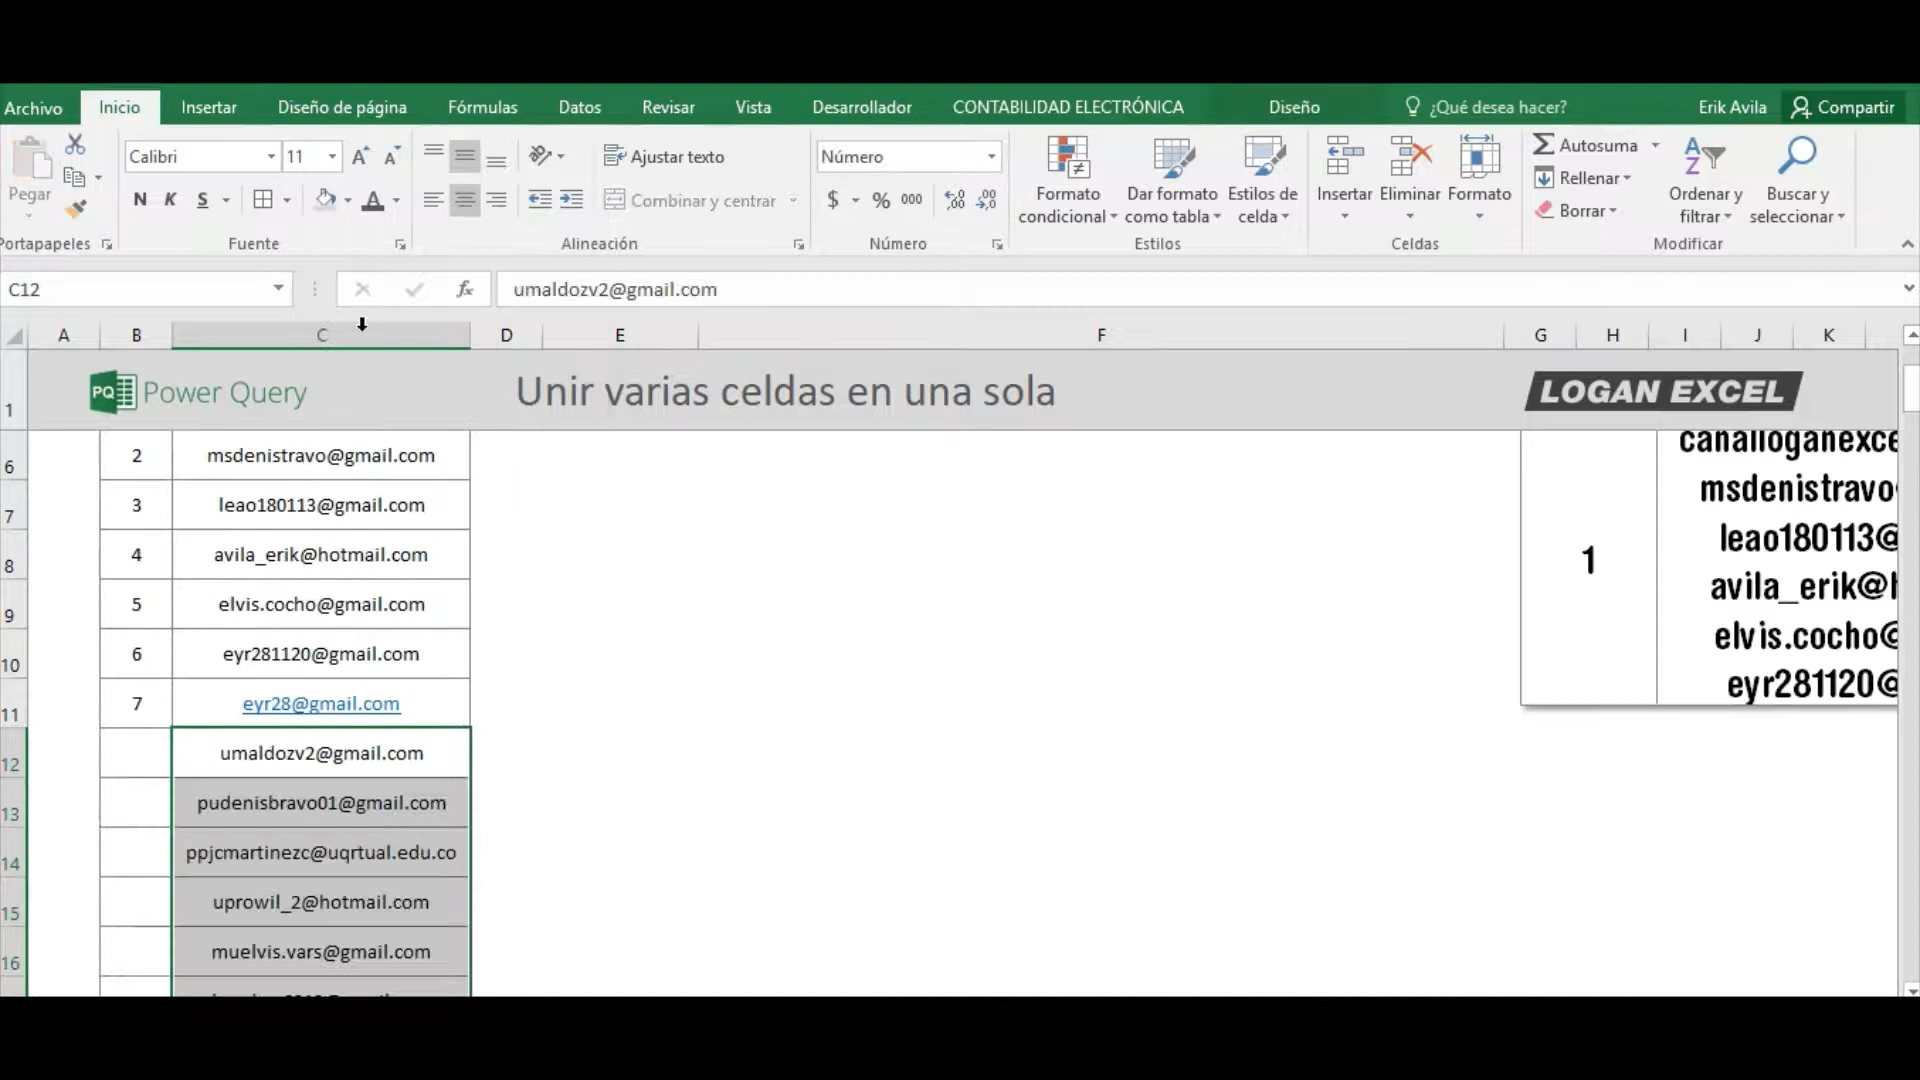 Archivo Inicio Insertar Diseño de página Fórmulas Datos Revisar Vista Desarrollador CONTABILIDAD ELECTRÓNICA Diseño ¿Qué desea hacer? Erik Avila Compartir
Pegar
Portapapeles
Calibri 11
N K S
Fuente
Ajustar texto
Combinar y centrar
Alineación
Número
$ % 000
Número
Formato condicional
Dar formato como tabla
Estilos de celda
Estilos
Insertar Eliminar Formato
Celdas
Autosuma
Rellenar
Borrar
Ordenar y filtrar
Buscar y seleccionar
Modificar
C12 fx umaldozv2@gmail.com
A B C D E F G H I J K
1 PQ Power Query Unir varias celdas en una sola LOGAN EXCEL
6 2 msdenistravo@gmail.com
7 3 leao180113@gmail.com
8 4 avila_erik@hotmail.com
9 5 elvis.cocho@gmail.com
10 6 eyr281120@gmail.com
11 7 eyr28@gmail.com
12 umaldozv2@gmail.com
13 pudenisbravo01@gmail.com
14 ppjcmartinezc@uqrtual.edu.co
15 uprowil_2@hotmail.com
16 muelvis.vars@gmail.com
1
canalloganexce
msdenistravo
leao180113@
avila_erik@h
elvis.cocho@
eyr281120@